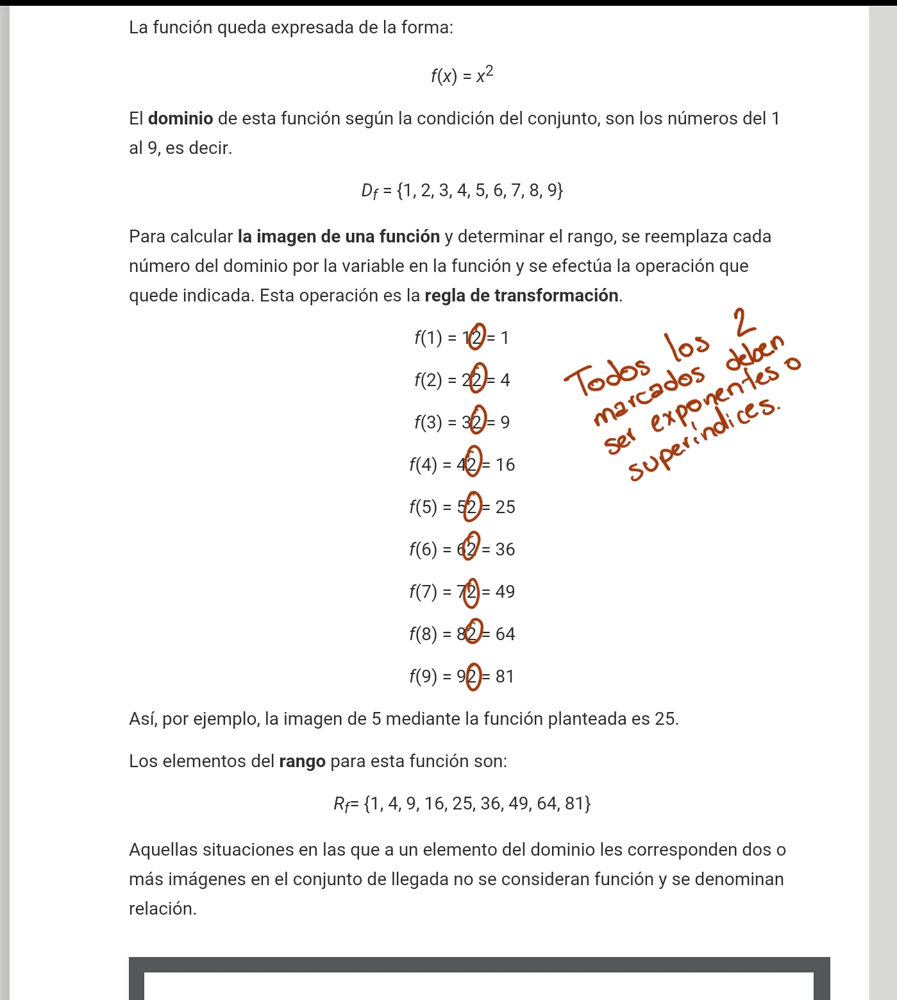 La función queda expresada de la forma:
f(x) = x²
El dominio de esta función según la condición del conjunto, son los números del 1
al 9, es decir.
D_f = {1, 2, 3, 4, 5, 6, 7, 8, 9}
Para calcular la imagen de una función y determinar el rango, se reemplaza cada
número del dominio por la variable en la función y se efectúa la operación que
quede indicada. Esta operación es la regla de transformación.
f(1) = 12 = 1
f(2) = 22 = 4
f(3) = 32 = 9
f(4) = 42 = 16
f(5) = 52 = 25
f(6) = 62 = 36
f(7) = 72 = 49
f(8) = 82 = 64
f(9) = 92 = 81
Todos los 2
marcados deben
ser exponentes o
superíndices.
Así, por ejemplo, la imagen de 5 mediante la función planteada es 25.
Los elementos del rango para esta función son:
R_f= {1, 4, 9, 16, 25, 36, 49, 64, 81}
Aquellas situaciones en las que a un elemento del dominio les corresponden dos o
más imágenes en el conjunto de llegada no se consideran función y se denominan
relación.